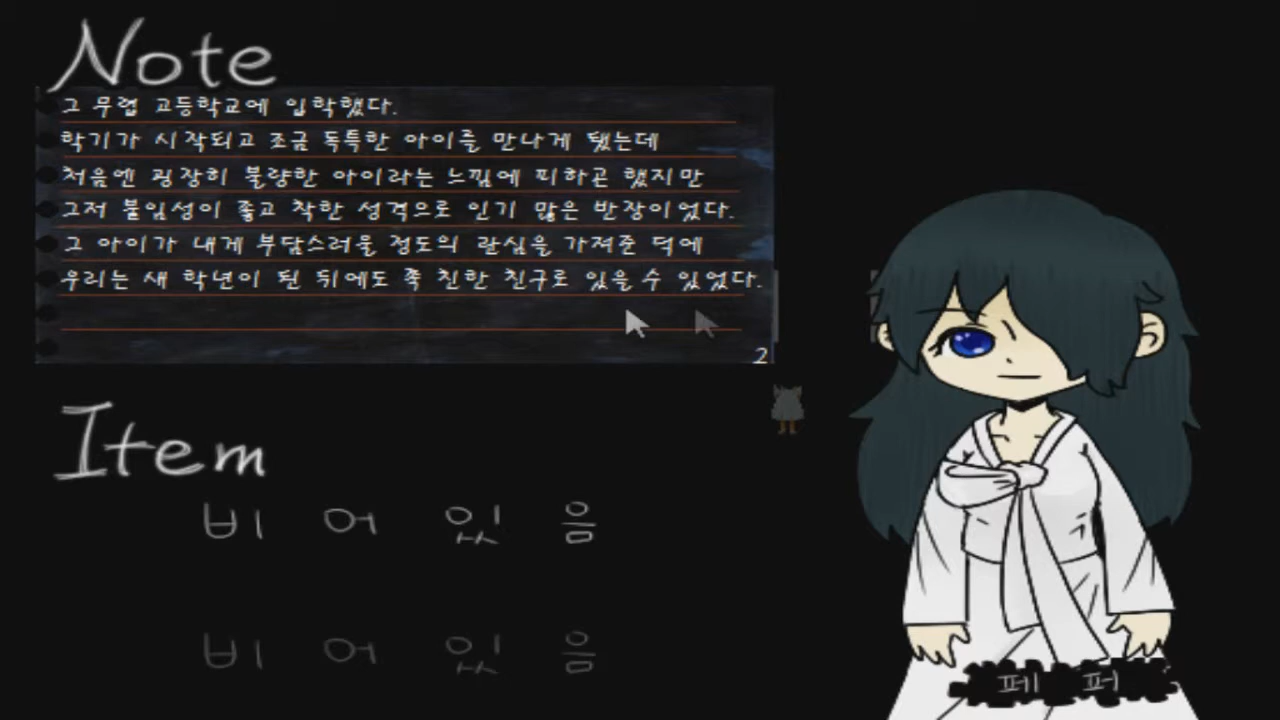 Note
그 무렵 고등학교에 입학했다.
학기가 시작되고 조금 독특한 아이를 만나게 됐는데
처음엔 굉장히 불량한 아이라는 느낌에 피하곤 했지만
그저 붙임성이 좋고 착한 성격으로 인기 많은 반장이었다.
그 아이가 내게 부담스러울 정도의 관심을 가져준 덕에
우리는 새 학년이 된 뒤에도 쭉 친한 친구로 있을 수 있었다.
2
Item
비어있음
비어있음
페퍼